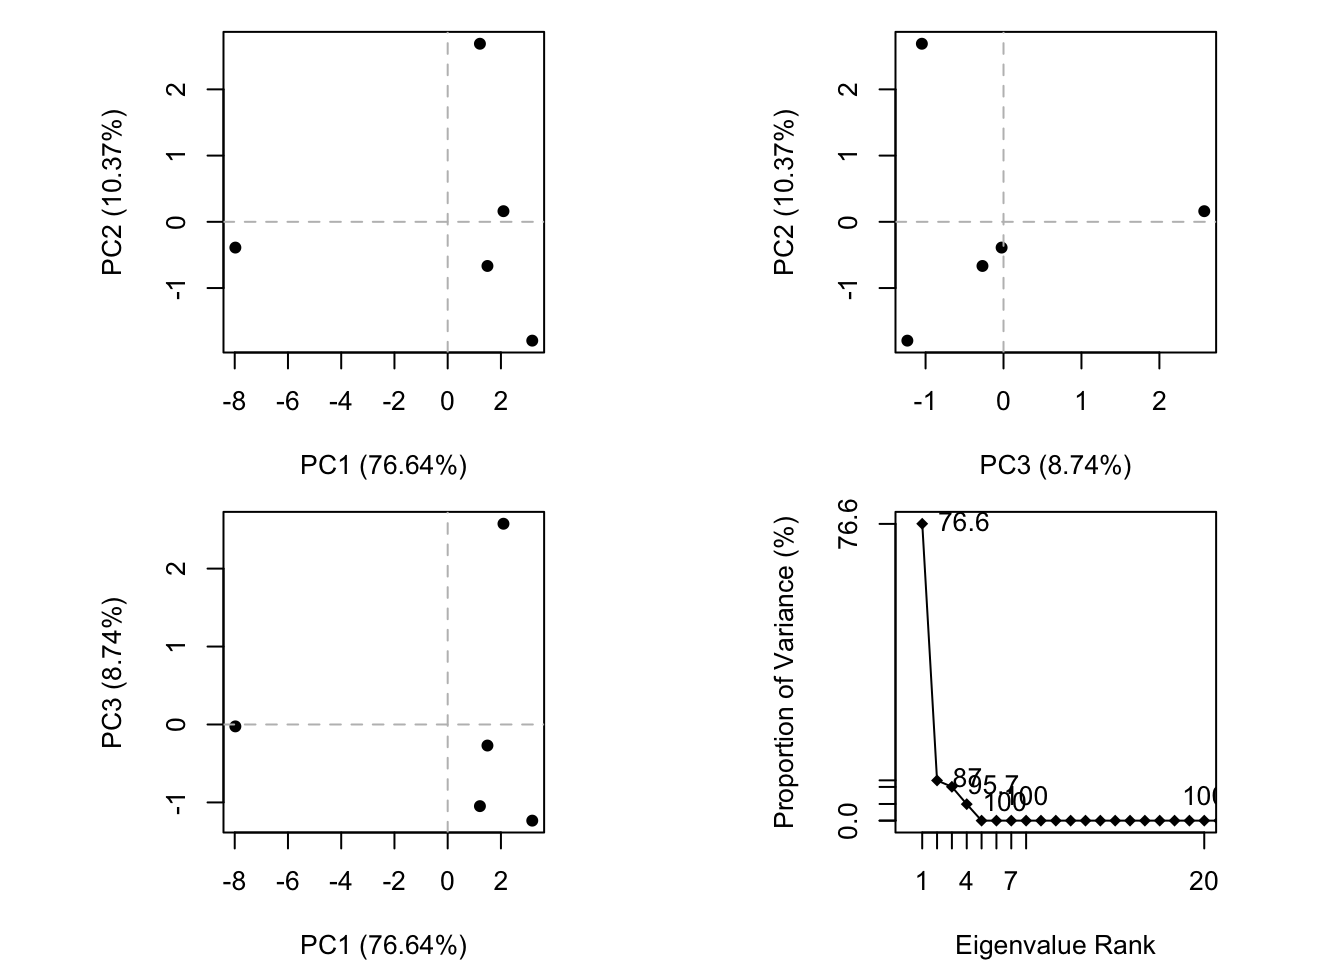 PC2 (10.37%)
2
1
0
-1
-8 -6 -4 -2 0 2
PC1 (76.64%)
PC2 (10.37%)
2
1
0
-1
-1 0 1 2
PC3 (8.74%)
PC3 (8.74%)
2
1
0
-1
-8 -6 -4 -2 0 2
PC1 (76.64%)
Proportion of Variance (%)
76.6
0.0
76.6
87
95.7
100
100
100
1 4 7 20
Eigenvalue Rank